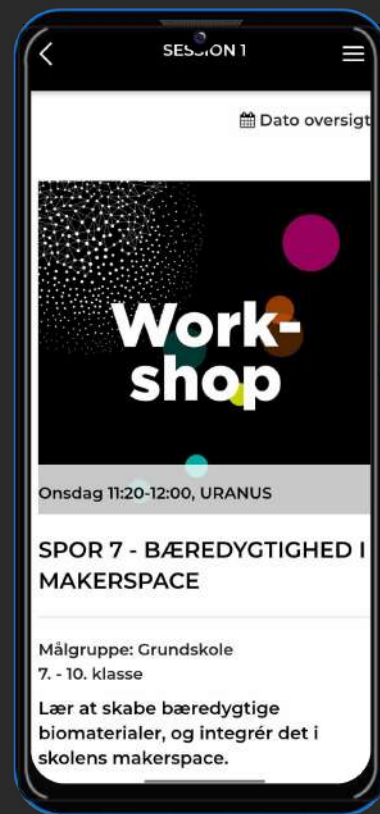 SESSION 1
Dato oversigt
Work-
shop
Onsdag 11:20-12:00, URANUS
SPOR 7 - BÆREDYGTIGHED I
MAKERSPACE
Målgruppe: Grundskole
7. - 10. klasse
Lær at skabe bæredygtige
biomaterialer, og integrér det i
skolens makerspace.